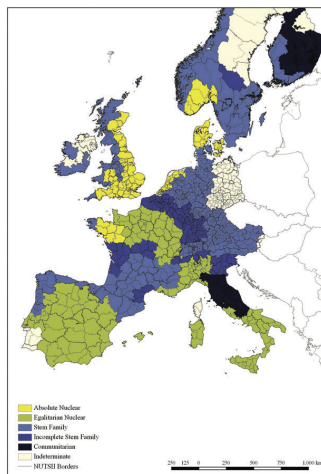 Absolute Nuclear
Egalitarian Nuclear
Stem Family
Incomplete Stem Family
Communitarian
Indeterminate
NUTSII Borders
250 125 0 250 500 750 1.000 km